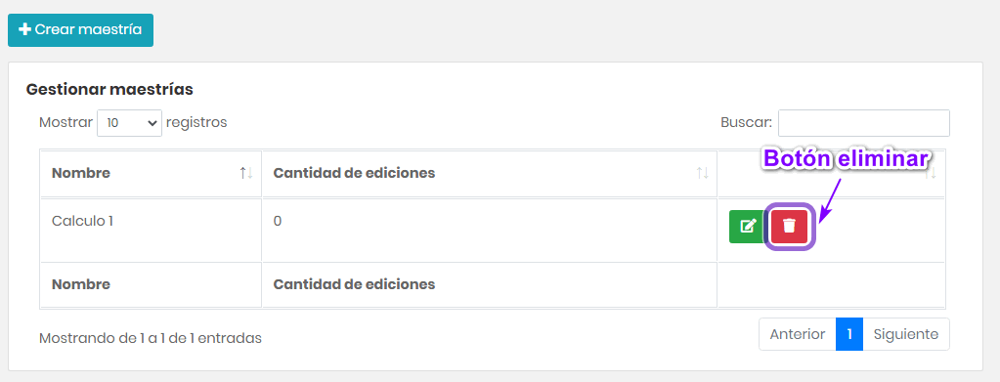 Crear maestría
Gestionar maestrías
Mostrar 10 registros Buscar:
Botón eliminar
Nombre Cantidad de ediciones
Calculo 1 0
Nombre Cantidad de ediciones
Mostrando de 1 a 1 de 1 entradas Anterior 1 Siguiente